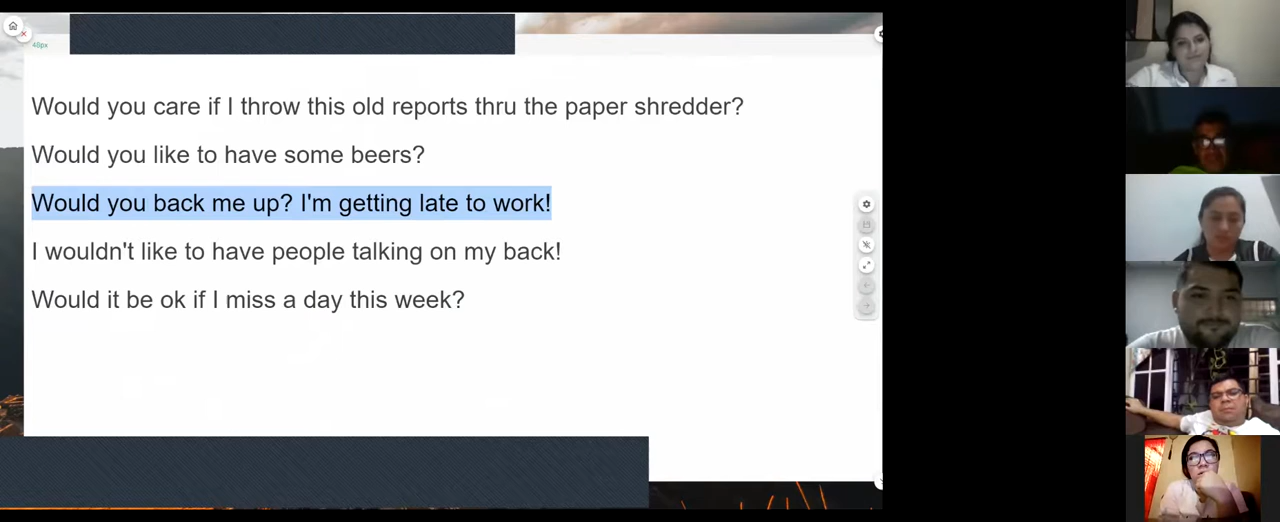 40px
Would you care if I throw this old reports thru the paper shredder?
Would you like to have some beers?
Would you back me up? I'm getting late to work!
I wouldn't like to have people talking on my back!
Would it be ok if I miss a day this week?